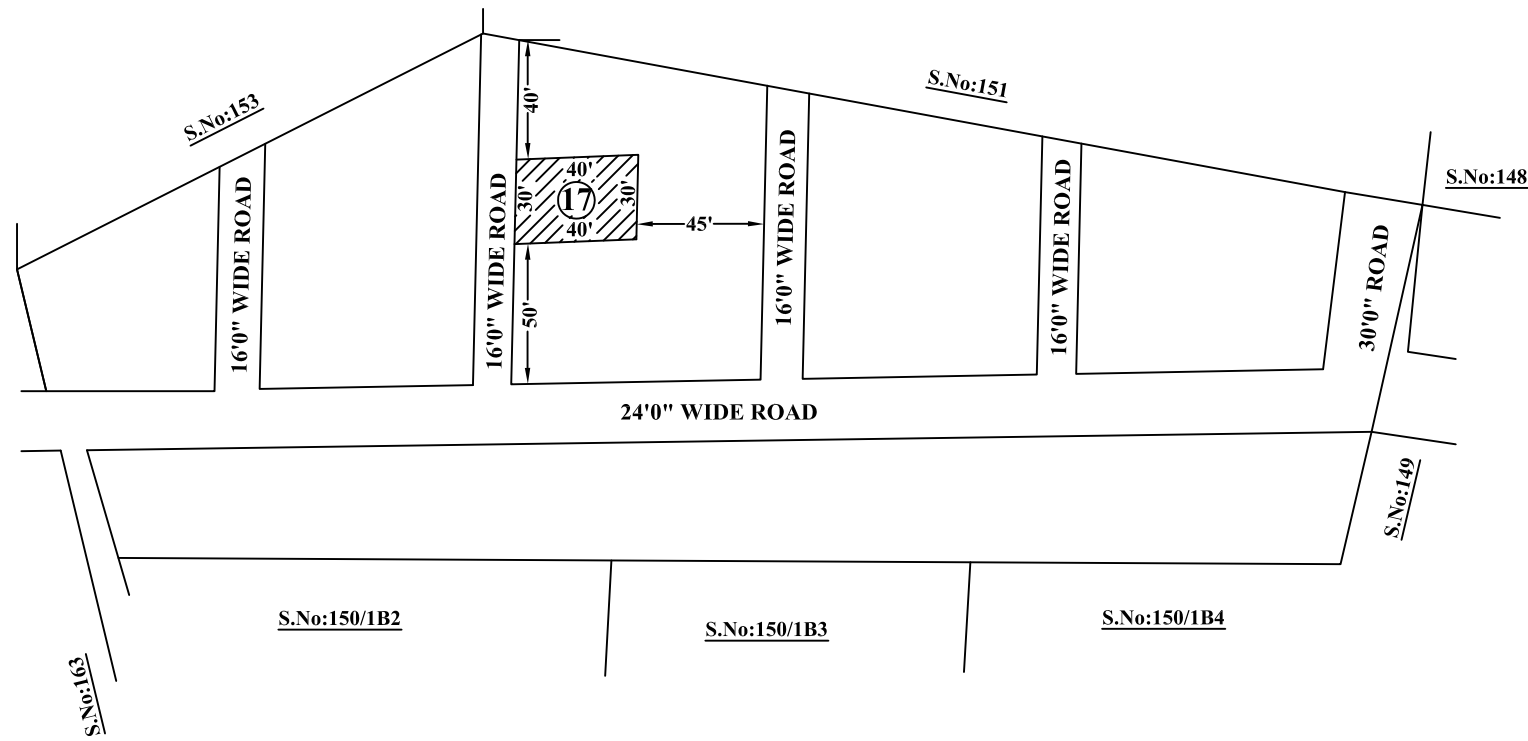 S.No:153
S.No:151
S.No:148
40'
40'
30'
17
30'
40'
45'
50'
16'0" WIDE ROAD
16'0" WIDE ROAD
16'0" WIDE ROAD
16'0" WIDE ROAD
30'0" ROAD
24'0" WIDE ROAD
S.No:149
S.No:150/1B2
S.No:150/1B3
S.No:150/1B4
S.No:163